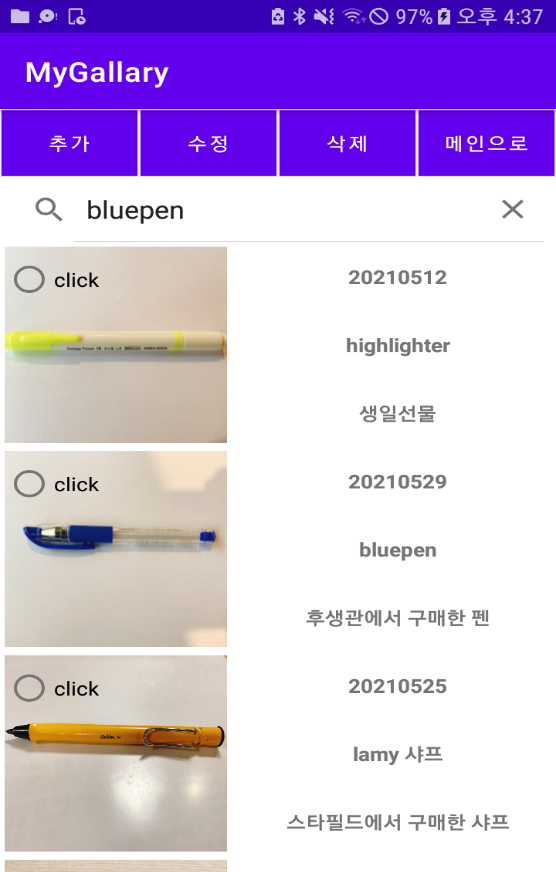 97% 오후 4:37
MyGallary
추가 수정 삭제 메인으로
bluepen
click
20210512
highlighter
생일선물
click
20210529
bluepen
후생관에서 구매한 펜
click
20210525
lamy 샤프
스타필드에서 구매한 샤프